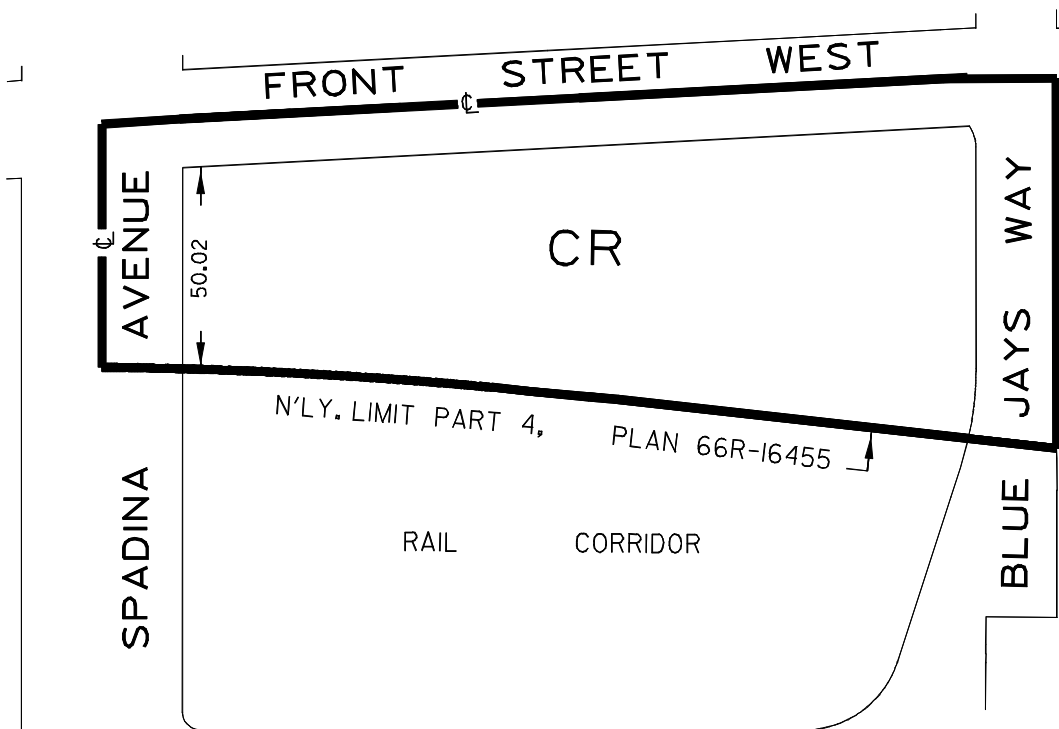 FRONT STREET WEST
℄
℄
SPADINA AVENUE
50.02
CR
BLUE JAYS WAY
N'LY. LIMIT PART 4, PLAN 66R-16455
RAIL CORRIDOR